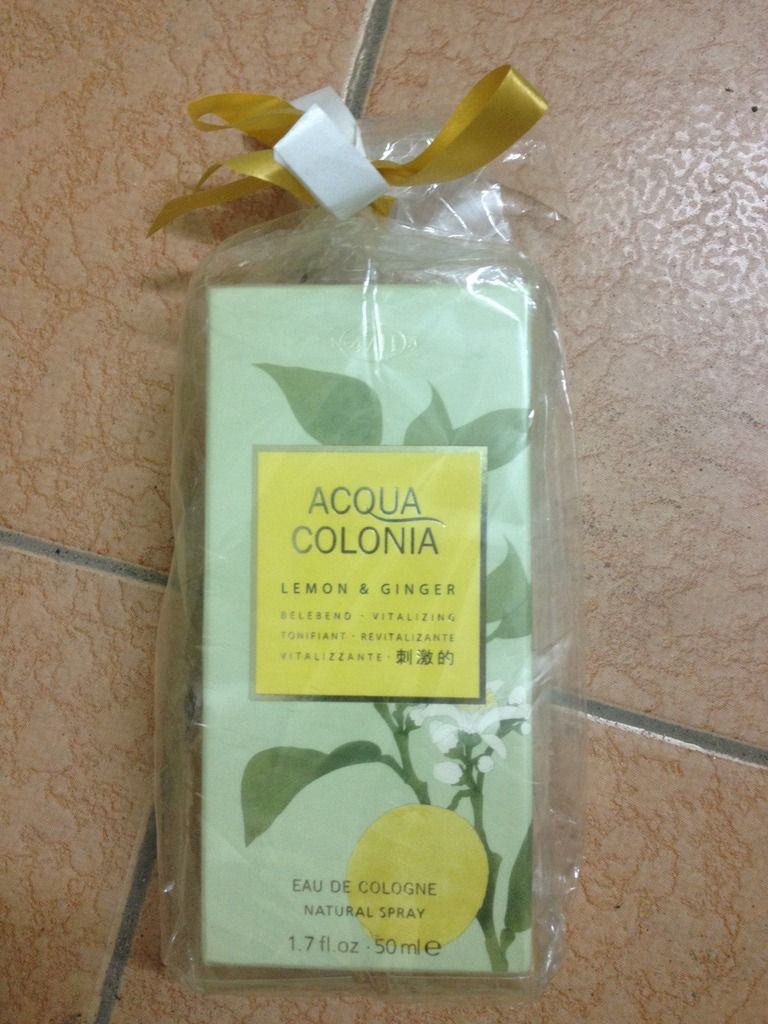 ACQUA
COLONIA
LEMON & GINGER
BELEBEND · VITALIZING
TONIFIANT · REVITALIZANTE
VITALIZZANTE · 刺激的
EAU DE COLOGNE
NATURAL SPRAY
1.7 fl.oz · 50 ml e